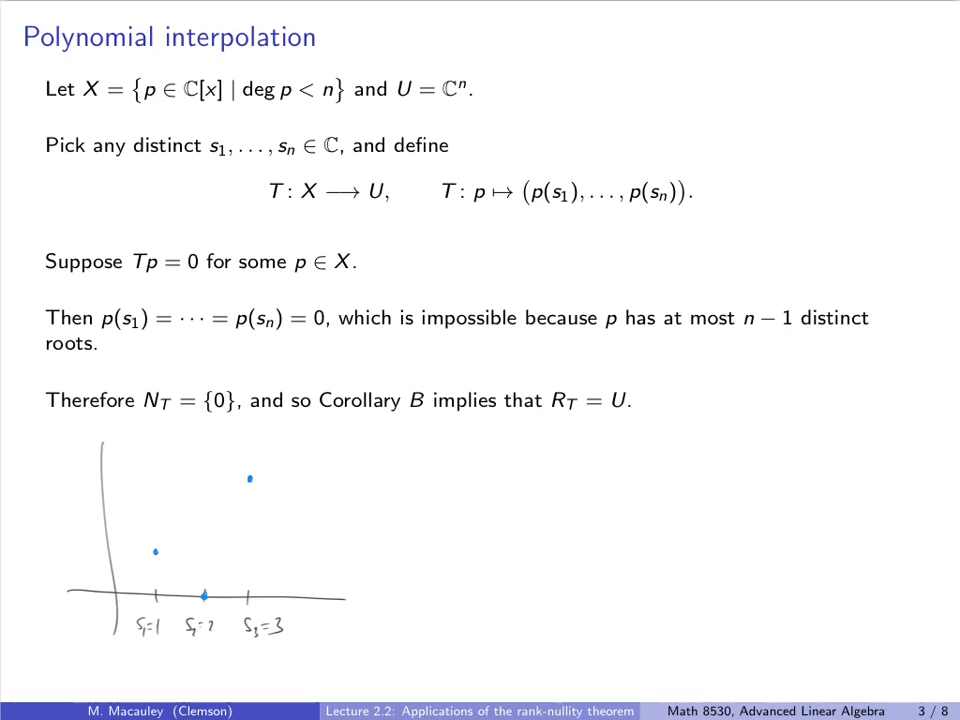 Polynomial interpolation
Let X = {p ∈ ℂ[x] | deg p < n} and U = ℂⁿ.
Pick any distinct s₁, . . . , sₙ ∈ ℂ, and define
T : X ⟶ U,  T : p ↦ (p(s₁), . . . , p(sₙ)).
Suppose Tp = 0 for some p ∈ X.
Then p(s₁) = ··· = p(sₙ) = 0, which is impossible because p has at most n − 1 distinct
roots.
Therefore N_T = {0}, and so Corollary B implies that R_T = U.
S₁=1 S₂=2 S₃=3
M. Macauley (Clemson) Lecture 2.2: Applications of the rank-nullity theorem Math 8530, Advanced Linear Algebra 3 / 8